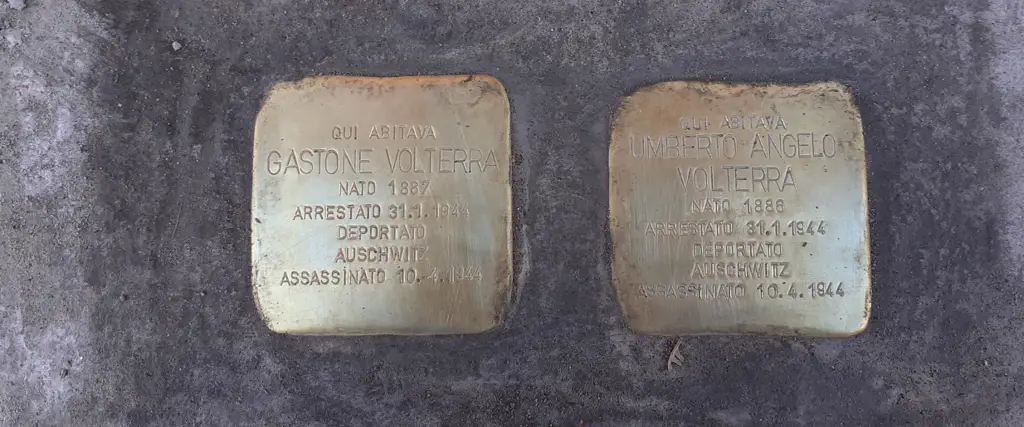 QUI ABITAVA
GASTONE VOLTERRA
NATO 1887
ARRESTATO 31.1.1944
DEPORTATO
AUSCHWITZ
ASSASSINATO 10.4.1944
QUI ABITAVA
UMBERTO ANGELO
VOLTERRA
NATO 1886
ARRESTATO 31.1.1944
DEPORTATO
AUSCHWITZ
ASSASSINATO 10.4.1944